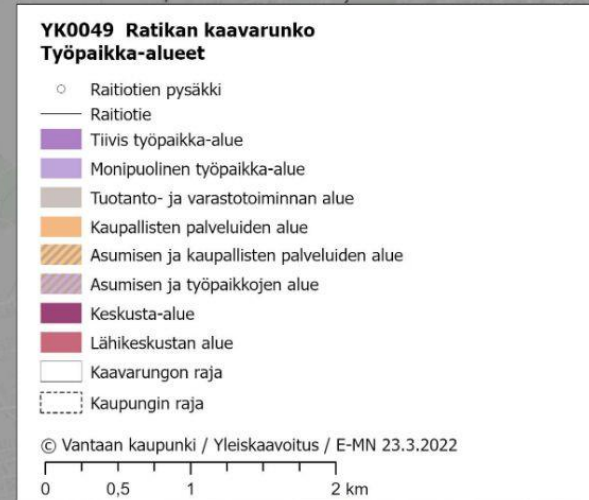 YK0049 Ratikan kaavarunko
Työpaikka-alueet
Raitiotien pysäkki
Raitiotie
Tiivis työpaikka-alue
Monipuolinen työpaikka-alue
Tuotanto- ja varastotoiminnan alue
Kaupallisten palveluiden alue
Asumisen ja kaupallisten palveluiden alue
Asumisen ja työpaikkojen alue
Keskusta-alue
Lähikeskustan alue
Kaavarungon raja
Kaupungin raja
© Vantaan kaupunki / Yleiskaavoitus / E-MN 23.3.2022
0 0,5 1 2 km